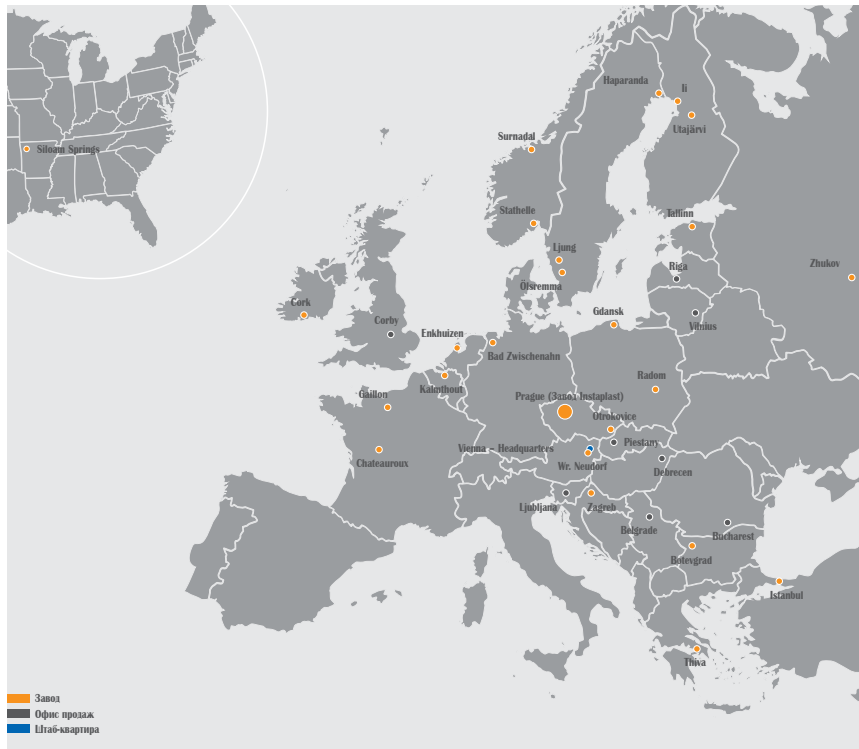 Haparanda
Ii
Utajärvi
Surnadal
Siloam Springs
Stathelle
Tallinn
Ljung
Riga
Zhukov
Ölsremma
Cork
Gdansk
Corby
Vilnius
Enkhuizen
Bad Zwischenahn
Radom
Kalmthout
Gaillon
Prague (Завод Instaplast)
Otrokovice
Piestany
Vienna – Headquarters
Chateauroux
Wr. Neudorf
Debrecen
Ljubljana
Zagreb
Belgrade
Bucharest
Botevgrad
Istanbul
Thiva
Завод
Офис продаж
Штаб-квартира